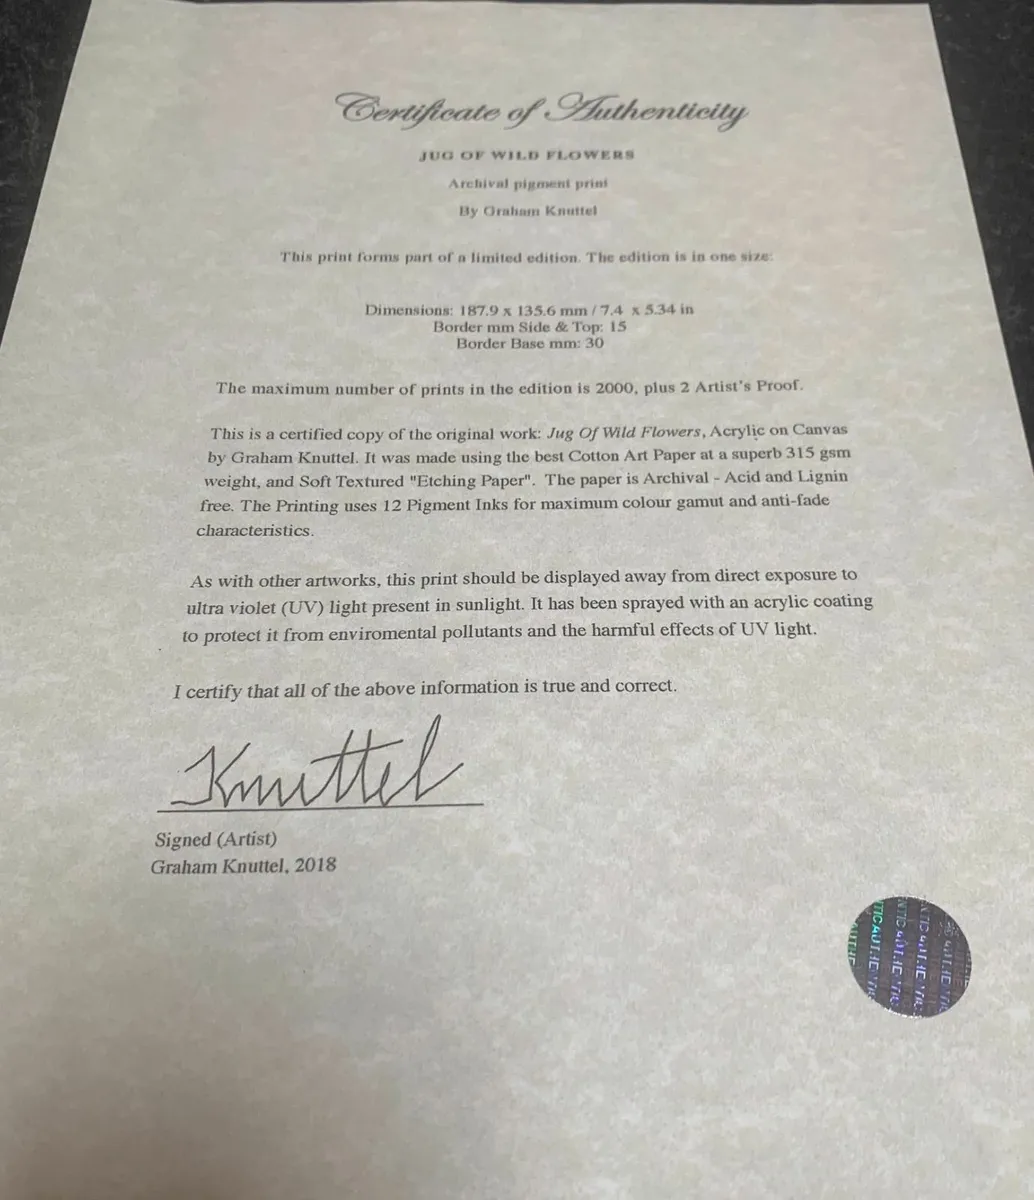 Certificate of Authenticity
JUG OF WILD FLOWERS
Archival pigment print
By Graham Knuttel
This print forms part of a limited edition. The edition is in one size:
Dimensions: 187.9 x 135.6 mm / 7.4 x 5.34 in
Border mm Side & Top: 15
Border Base mm: 30
The maximum number of prints in the edition is 2000, plus 2 Artist's Proof.
This is a certified copy of the original work: Jug Of Wild Flowers, Acrylic on Canvas
by Graham Knuttel. It was made using the best Cotton Art Paper at a superb 315 gsm
weight, and Soft Textured "Etching Paper". The paper is Archival - Acid and Lignin
free. The Printing uses 12 Pigment Inks for maximum colour gamut and anti-fade
characteristics.
As with other artworks, this print should be displayed away from direct exposure to
ultra violet (UV) light present in sunlight. It has been sprayed with an acrylic coating
to protect it from enviromental pollutants and the harmful effects of UV light.
I certify that all of the above information is true and correct.
Knuttel
Signed (Artist)
Graham Knuttel, 2018